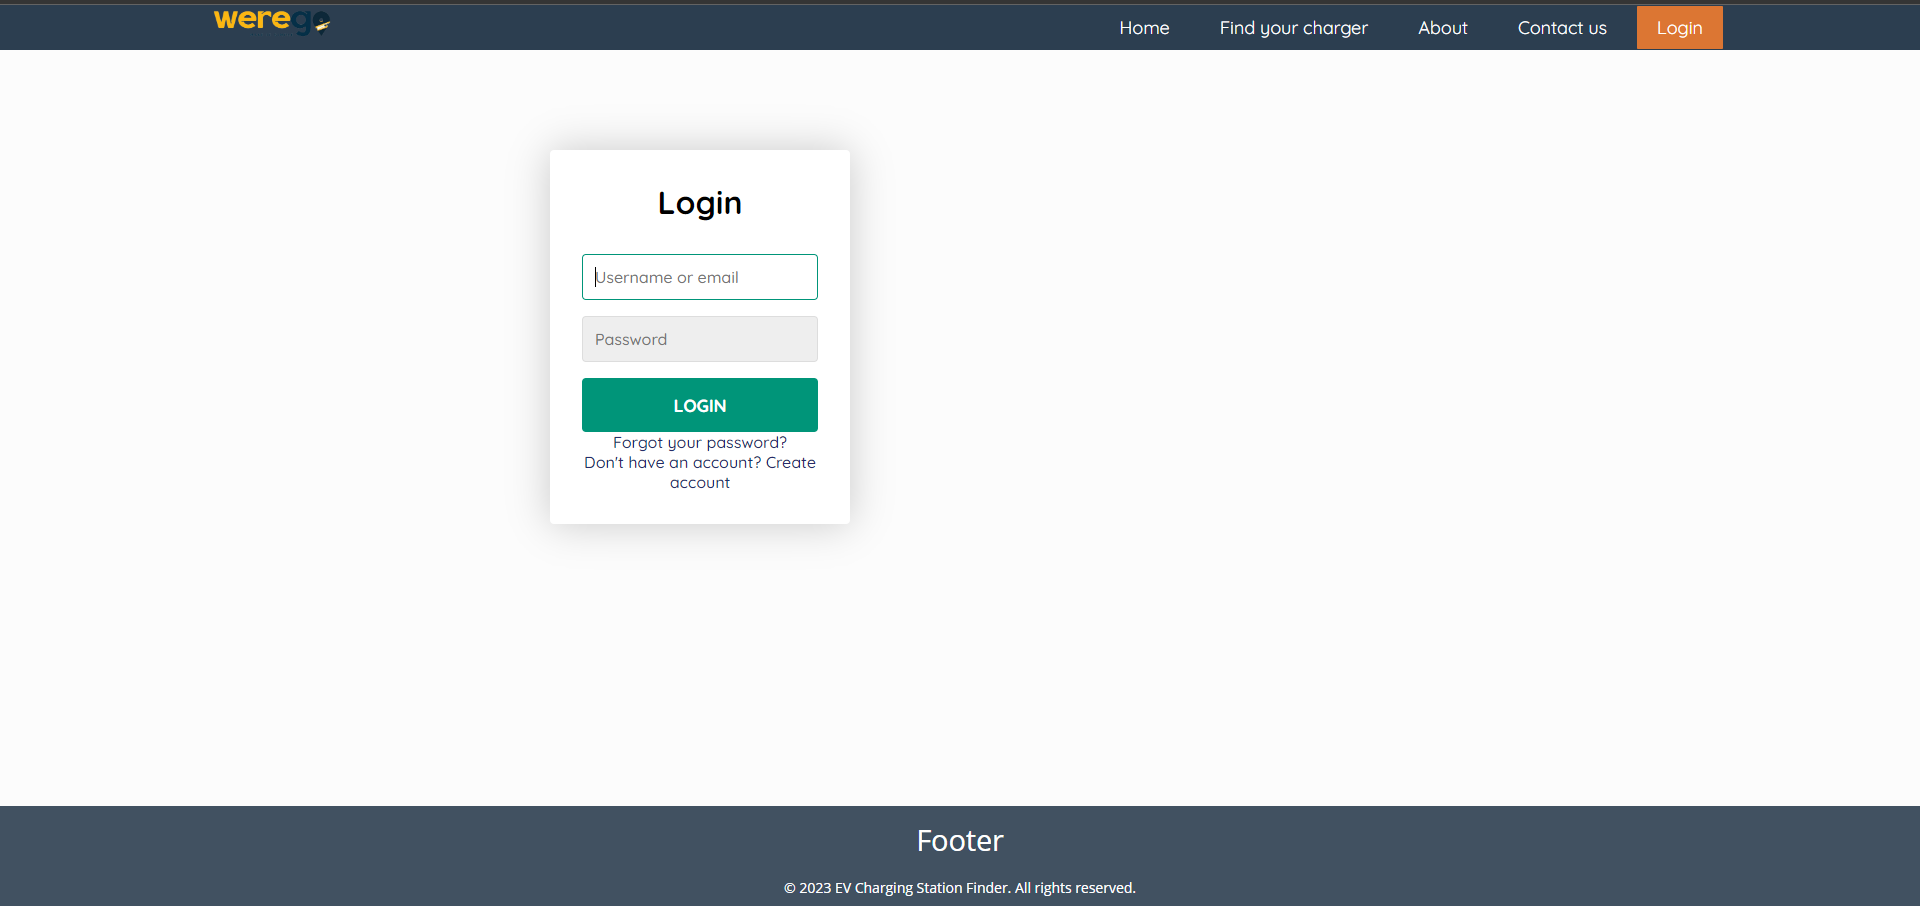 werego
Home Find your charger About Contact us Login
Login
Username or email
Password
LOGIN
Forgot your password?
Don't have an account? Create
account
Footer
© 2023 EV Charging Station Finder. All rights reserved.